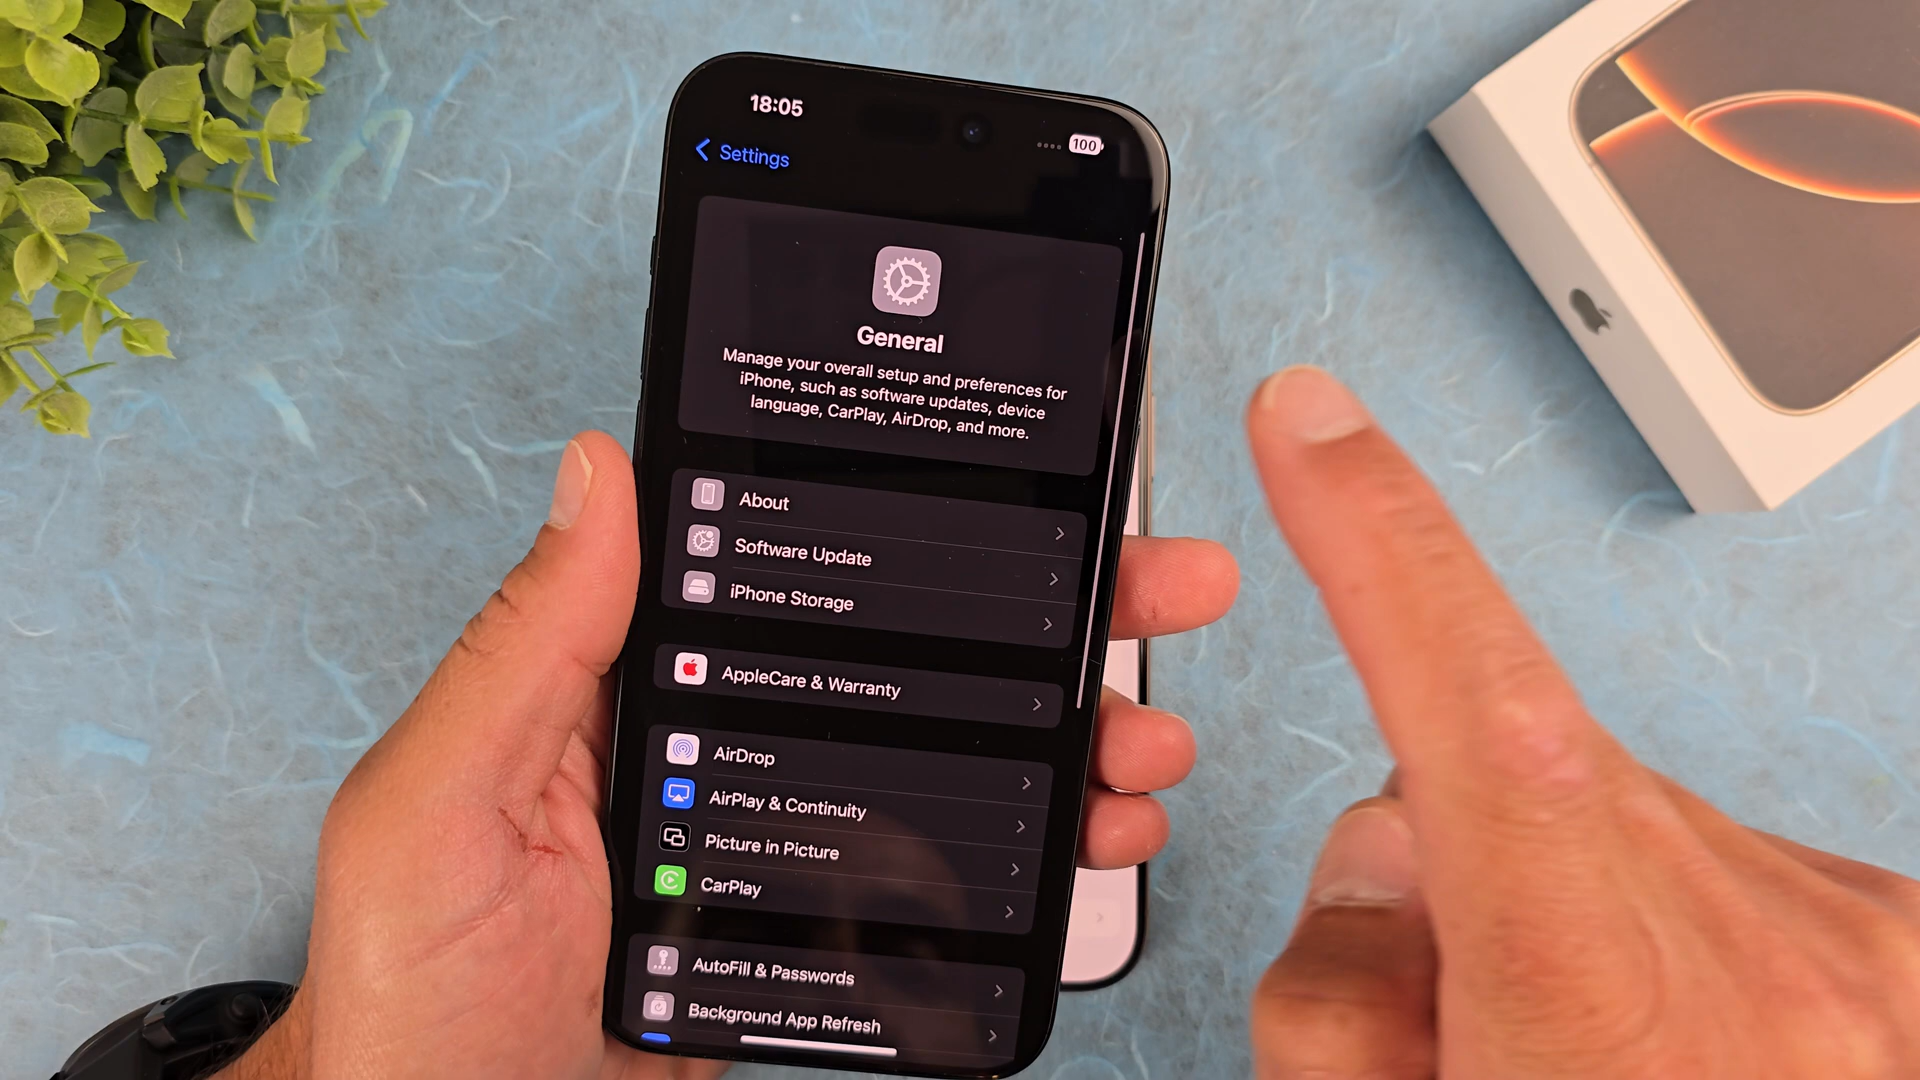 18:05
100
Settings
General
Manage your overall setup and preferences for
iPhone, such as software updates, device
language, CarPlay, AirDrop, and more.
About
Software Update
iPhone Storage
AppleCare & Warranty
AirDrop
AirPlay & Continuity
Picture in Picture
CarPlay
AutoFill & Passwords
Background App Refresh